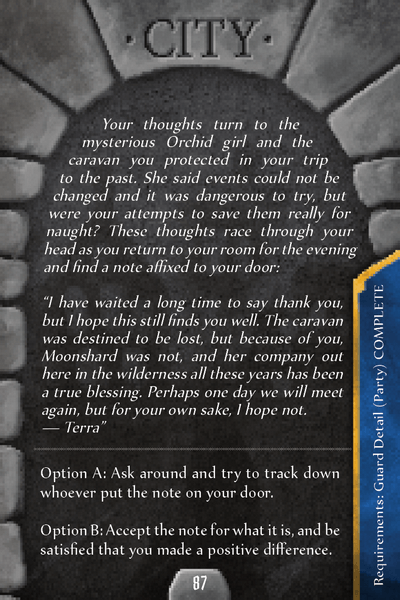 · CITY ·
Your thoughts turn to the
mysterious Orchid girl and the
caravan you protected in your trip
to the past. She said events could not be
changed and it was dangerous to try, but
were your attempts to save them really for
naught? These thoughts race through your
head as you return to your room for the evening
and find a note affixed to your door:
“I have waited a long time to say thank you,
but I hope this still finds you well. The caravan
was destined to be lost, but because of you,
Moonshard was not, and her company out
here in the wilderness all these years has been
a true blessing. Perhaps one day we will meet
again, but for your own sake, I hope not.
— Terra”
Option A: Ask around and try to track down
whoever put the note on your door.
Option B: Accept the note for what it is, and be
satisfied that you made a positive difference.
Requirements: Guard Detail (Party) COMPLETE
87